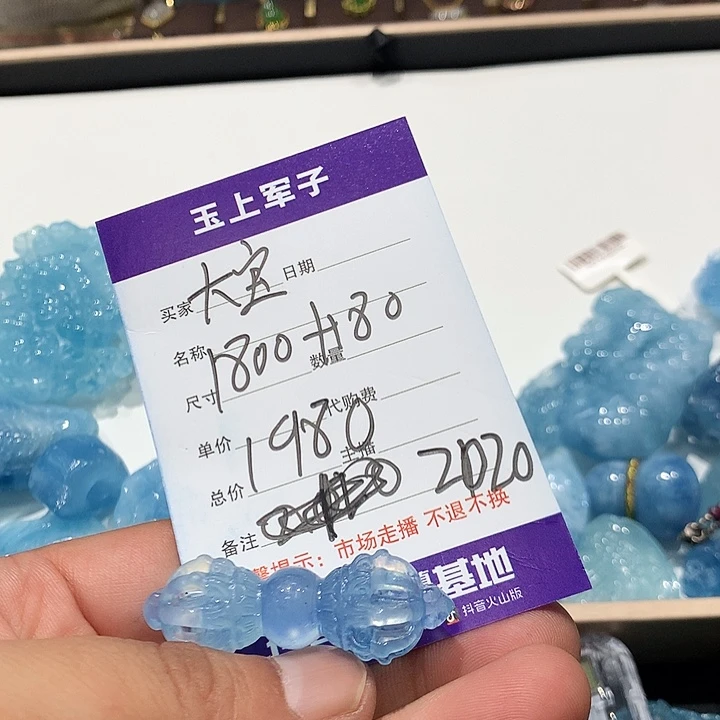 玉上军子
买家 大宝 日期
名称 1800+180
尺寸 数量
单价 1980 代购费
总价 主播
备注 2020
提示：市场走播 不退不换
基地
抖音火山版